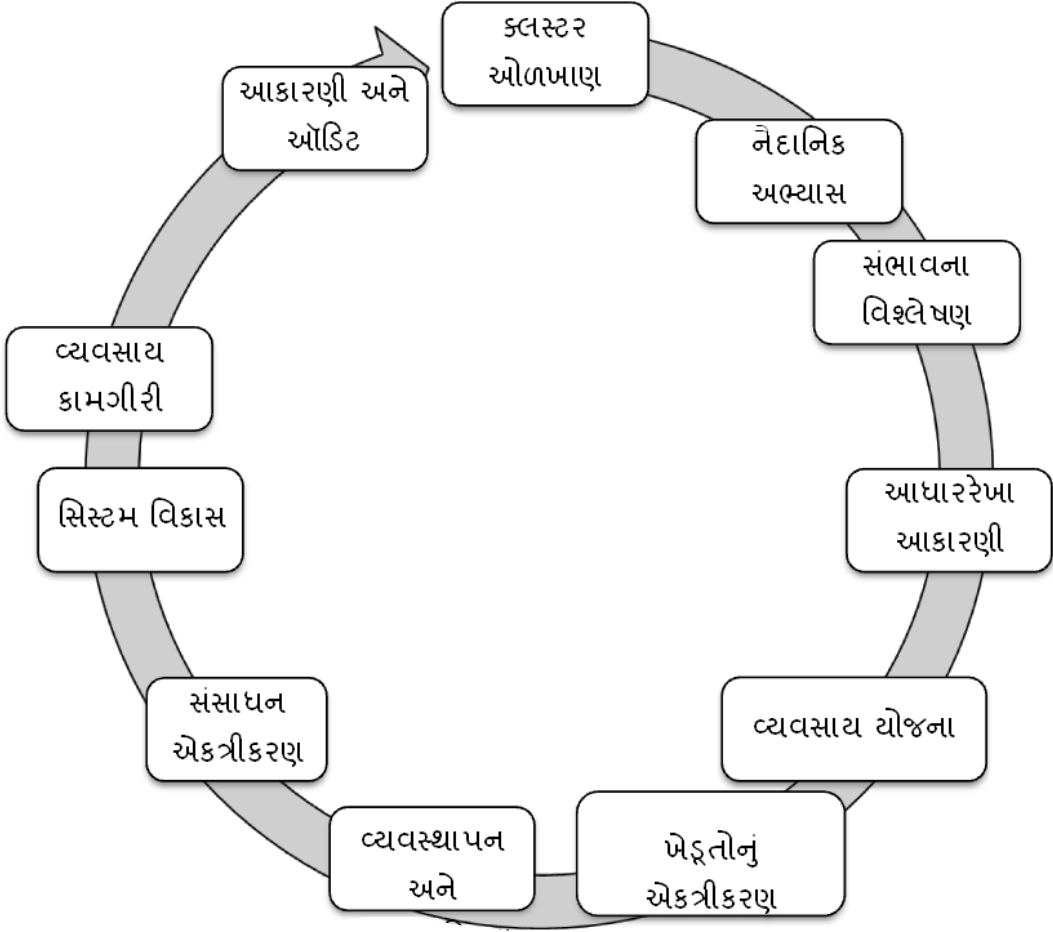 ક્લસ્ટર
ઓળખાણ
નૈદાનિક
અભ્યાસ
સંભાવના
વિશ્લેષણ
આધારરેખા
આકારણી
વ્યવસાય યોજના
ખેડૂતોનું
એકત્રીકરણ
વ્યવસ્થાપન
અને
સંસાધન
એકત્રીકરણ
સિસ્ટમ વિકાસ
વ્યવસાય
કામગીરી
આકારણી અને
ઑડિટ